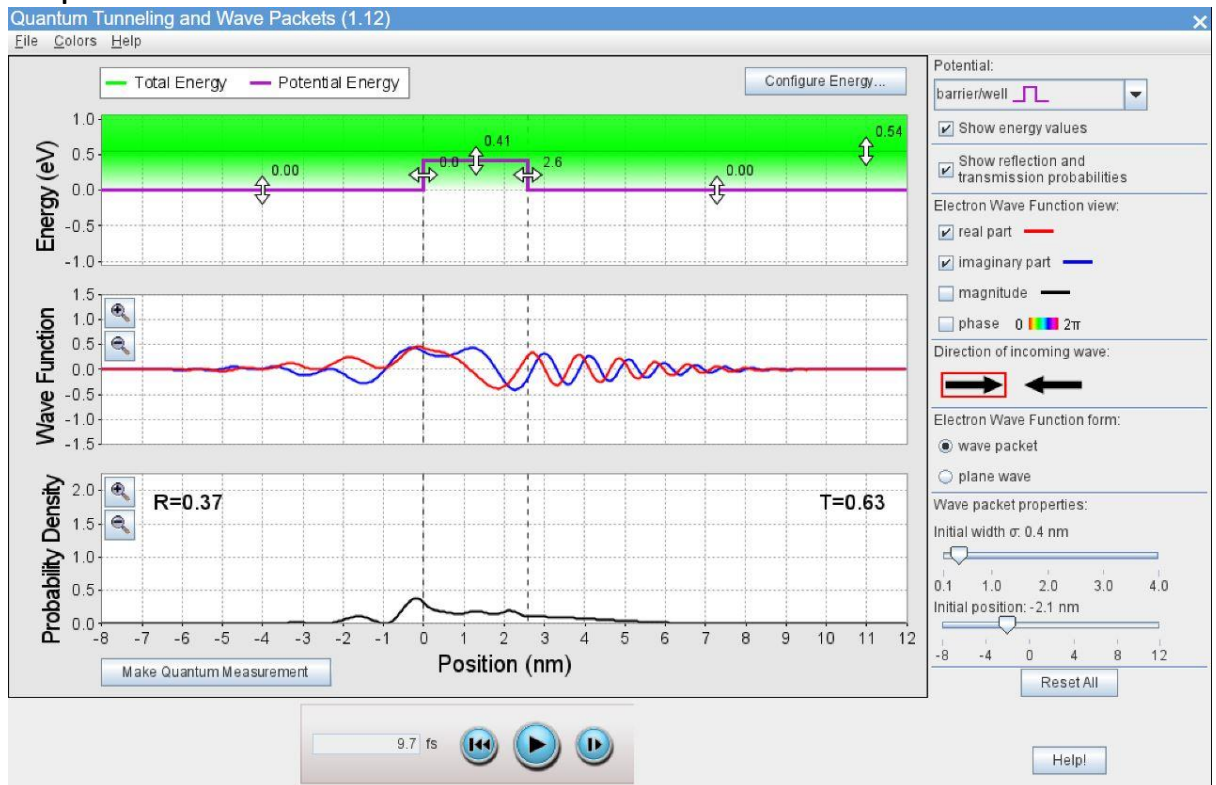 Quantum Tunneling and Wave Packets (1.12)
File Colors Help
Total Energy Potential Energy
Configure Energy...
Energy (eV)
1.0
0.5
0.0
-0.5
-1.0
0.00
0.0
0.41
2.6
0.00
0.54
Wave Function
1.5
1.0
0.5
0.0
-0.5
-1.0
-1.5
Probability Density
2.0
1.5
1.0
0.5
0.0
R=0.37
T=0.63
-8 -7 -6 -5 -4 -3 -2 -1 0 1 2 3 4 5 6 7 8 9 10 11 12
Position (nm)
Make Quantum Measurement
9.7 fs
Potential:
barrier/well
Show energy values
Show reflection and
transmission probabilities
Electron Wave Function view:
real part
imaginary part
magnitude
phase 0 2π
Direction of incoming wave:
Electron Wave Function form:
wave packet
plane wave
Wave packet properties:
Initial width σ: 0.4 nm
0.1 1.0 2.0 3.0 4.0
Initial position: -2.1 nm
-8 -4 0 4 8 12
Reset All
Help!